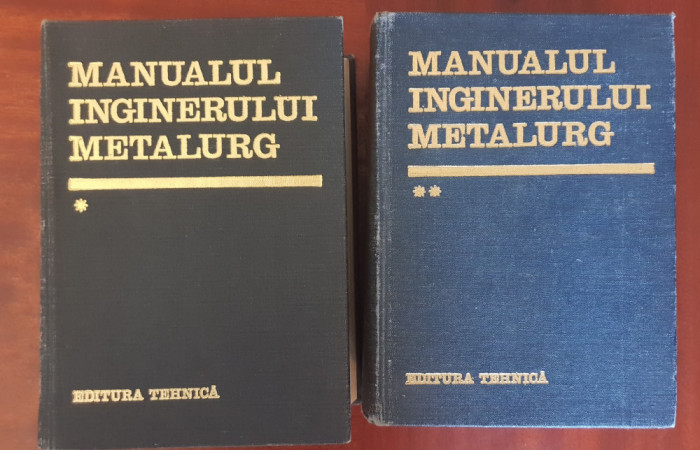 MANUALUL
INGINERULUI
METALURG
*
EDITURA TEHNICĂ
MANUALUL
INGINERULUI
METALURG
**
EDITURA TEHNICĂ